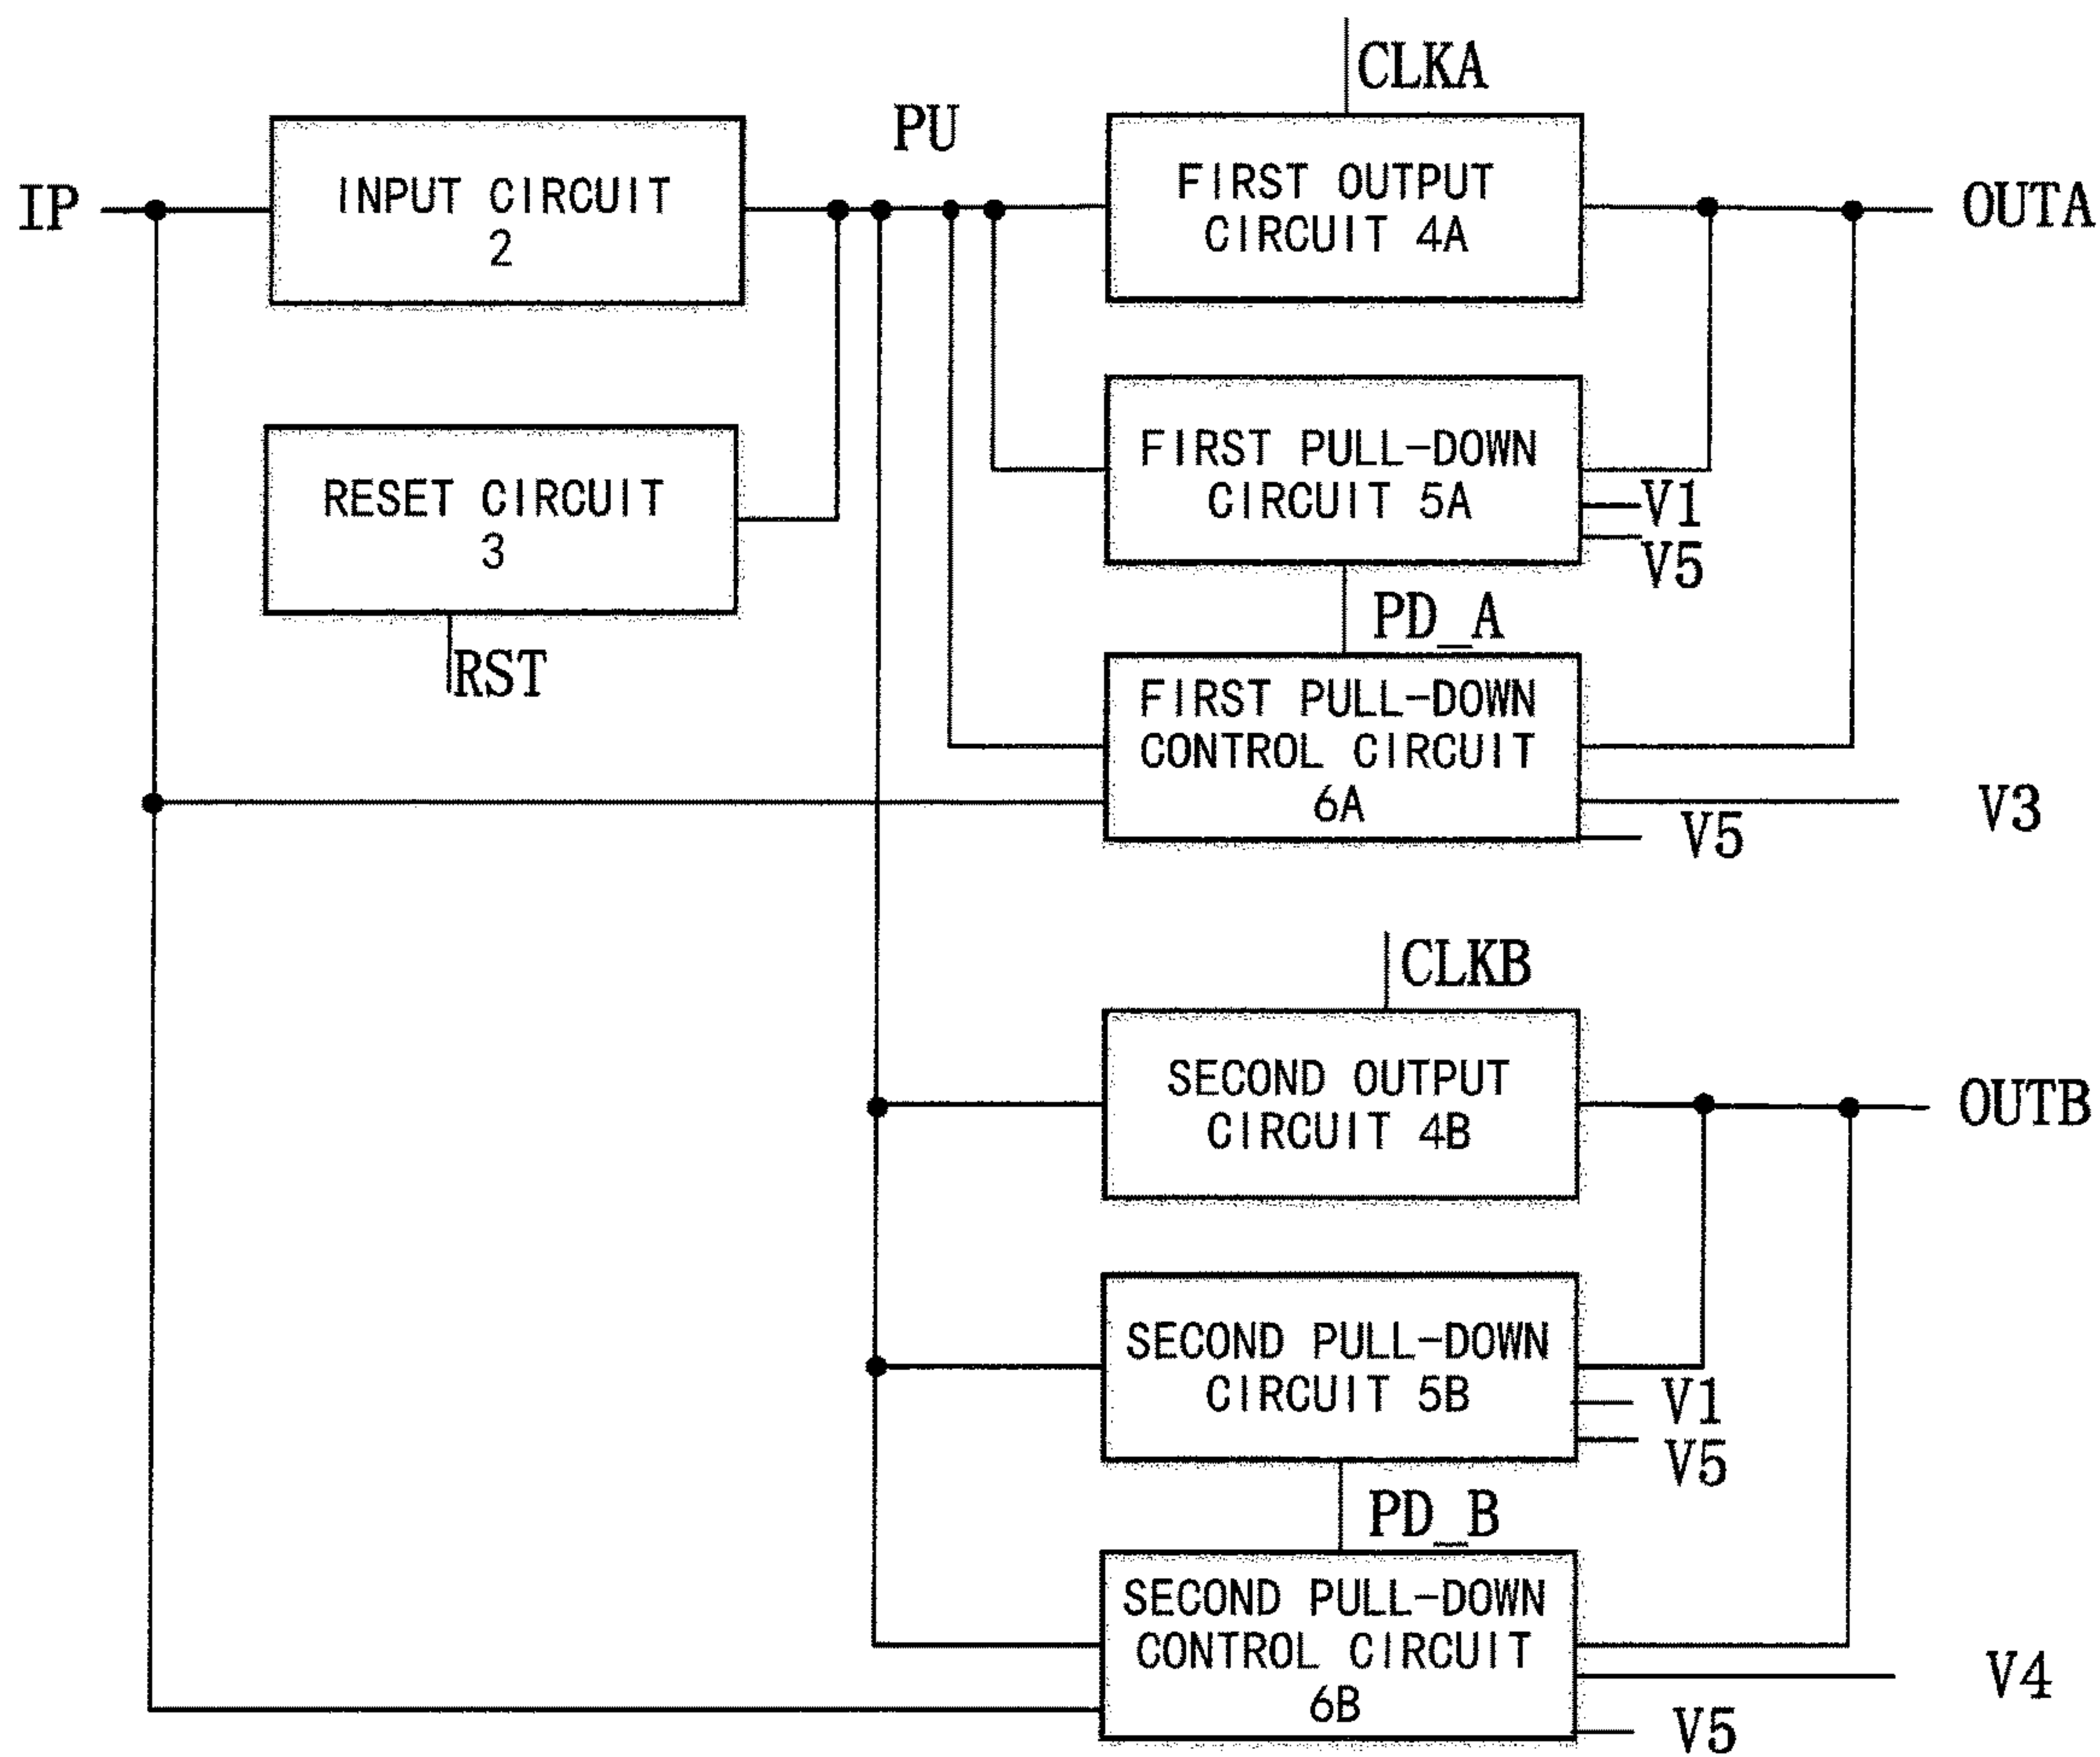 CLKA
PU
IP
INPUT CIRCUIT
2
FIRST OUTPUT
CIRCUIT 4A
OUTA
RESET CIRCUIT
3
RST
FIRST PULL-DOWN
CIRCUIT 5A
V1
V5
PD_A
FIRST PULL-DOWN
CONTROL CIRCUIT
6A
V3
V5
CLKB
SECOND OUTPUT
CIRCUIT 4B
OUTB
SECOND PULL-DOWN
CIRCUIT 5B
V1
V5
PD_B
SECOND PULL-DOWN
CONTROL CIRCUIT
6B
V4
V5